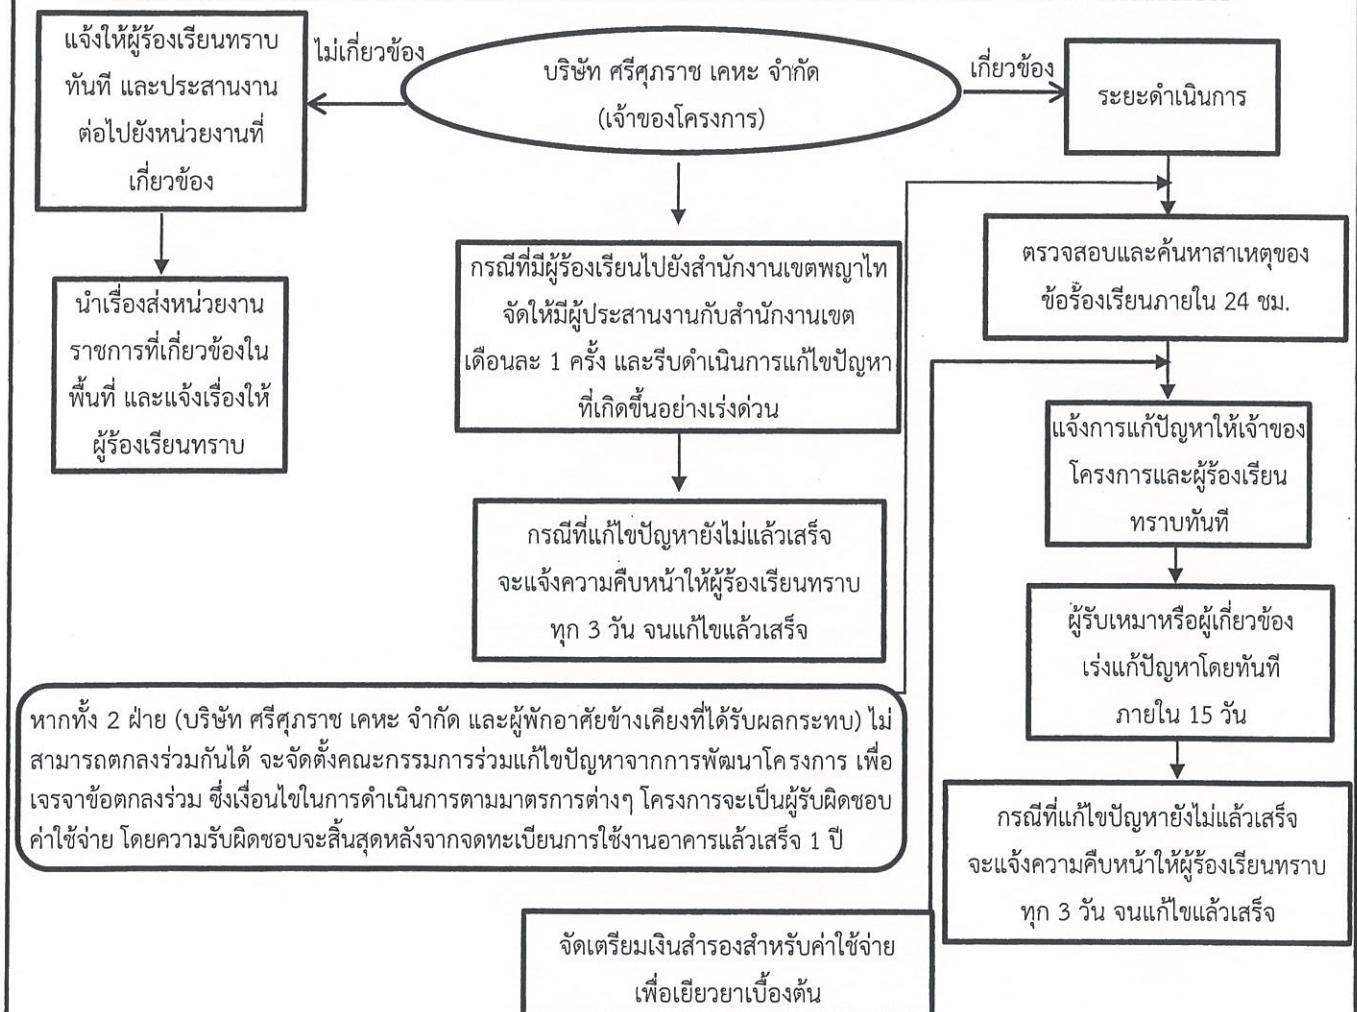 แจ้งให้ผู้ร้องเรียนทราบ
ทันที และประสานงาน
ต่อไปยังหน่วยงานที่
เกี่ยวข้อง
ไม่เกี่ยวข้อง
บริษัท ศรีศุภราช เคหะ จำกัด
(เจ้าของโครงการ)
เกี่ยวข้อง
ระยะดำเนินการ
นำเรื่องส่งหน่วยงาน
ราชการที่เกี่ยวข้องใน
พื้นที่ และแจ้งเรื่องให้
ผู้ร้องเรียนทราบ
กรณีที่มีผู้ร้องเรียนไปยังสำนักงานเขตพญาไท
จัดให้มีผู้ประสานงานกับสำนักงานเขต
เดือนละ 1 ครั้ง และรีบดำเนินการแก้ไขปัญหา
ที่เกิดขึ้นอย่างเร่งด่วน
กรณีที่แก้ไขปัญหายังไม่แล้วเสร็จ
จะแจ้งความคืบหน้าให้ผู้ร้องเรียนทราบ
ทุก 3 วัน จนแก้ไขแล้วเสร็จ
ตรวจสอบและค้นหาสาเหตุของ
ข้อร้องเรียนภายใน 24 ชม.
แจ้งการแก้ปัญหาให้เจ้าของ
โครงการและผู้ร้องเรียน
ทราบทันที
ผู้รับเหมาหรือผู้เกี่ยวข้อง
เร่งแก้ปัญหาโดยทันที
ภายใน 15 วัน
กรณีที่แก้ไขปัญหายังไม่แล้วเสร็จ
จะแจ้งความคืบหน้าให้ผู้ร้องเรียนทราบ
ทุก 3 วัน จนแก้ไขแล้วเสร็จ
หากทั้ง 2 ฝ่าย (บริษัท ศรีศุภราช เคหะ จำกัด และผู้พักอาศัยข้างเคียงที่ได้รับผลกระทบ) ไม่
สามารถตกลงร่วมกันได้ จะจัดตั้งคณะกรรมการร่วมแก้ไขปัญหาจากการพัฒนาโครงการ เพื่อ
เจรจาข้อตกลงร่วม ซึ่งเงื่อนไขในการดำเนินการตามมาตรการต่างๆ โครงการจะเป็นผู้รับผิดชอบ
ค่าใช้จ่าย โดยความรับผิดชอบจะสิ้นสุดหลังจากจดทะเบียนการใช้งานอาคารแล้วเสร็จ 1 ปี
จัดเตรียมเงินสำรองสำหรับค่าใช้จ่าย
เพื่อเยียวยาเบื้องต้น